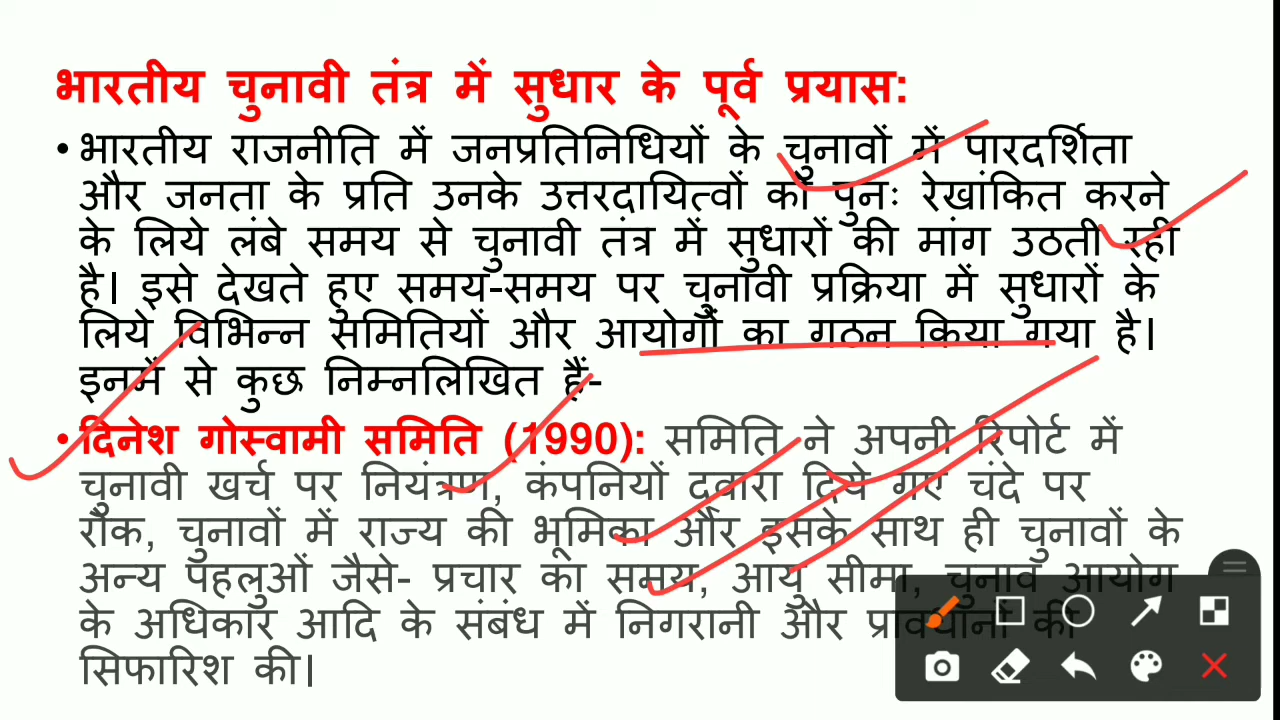 भारतीय चुनावी तंत्र में सुधार के पूर्व प्रयास:
• भारतीय राजनीति में जनप्रतिनिधियों के चुनावों में पारदर्शिता
और जनता के प्रति उनके उत्तरदायित्वों को पुनः रेखांकित करने
के लिये लंबे समय से चुनावी तंत्र में सुधारों की मांग उठती रही
है। इसे देखते हुए समय-समय पर चुनावी प्रक्रिया में सुधारों के
लिये विभिन्न समितियों और आयोगों का गठन किया गया है।
इनमें से कुछ निम्नलिखित हैं-
• दिनेश गोस्वामी समिति (1990): समिति ने अपनी रिपोर्ट में
चुनावी खर्च पर नियंत्रण, कंपनियों द्वारा दिये गए चंदे पर
रोक, चुनावों में राज्य की भूमिका और इसके साथ ही चुनावों के
अन्य पहलुओं जैसे- प्रचार का समय, आयु सीमा, चुनाव आयोग
के अधिकार आदि के संबंध में निगरानी और प्रावधानों की
सिफारिश की।